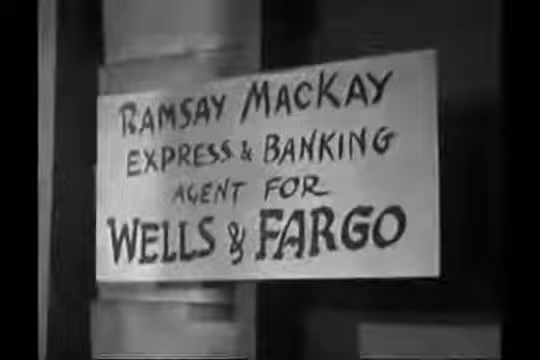 RAMSAY MACKAY
EXPRESS & BANKING
AGENT FOR
WELLS & FARGO